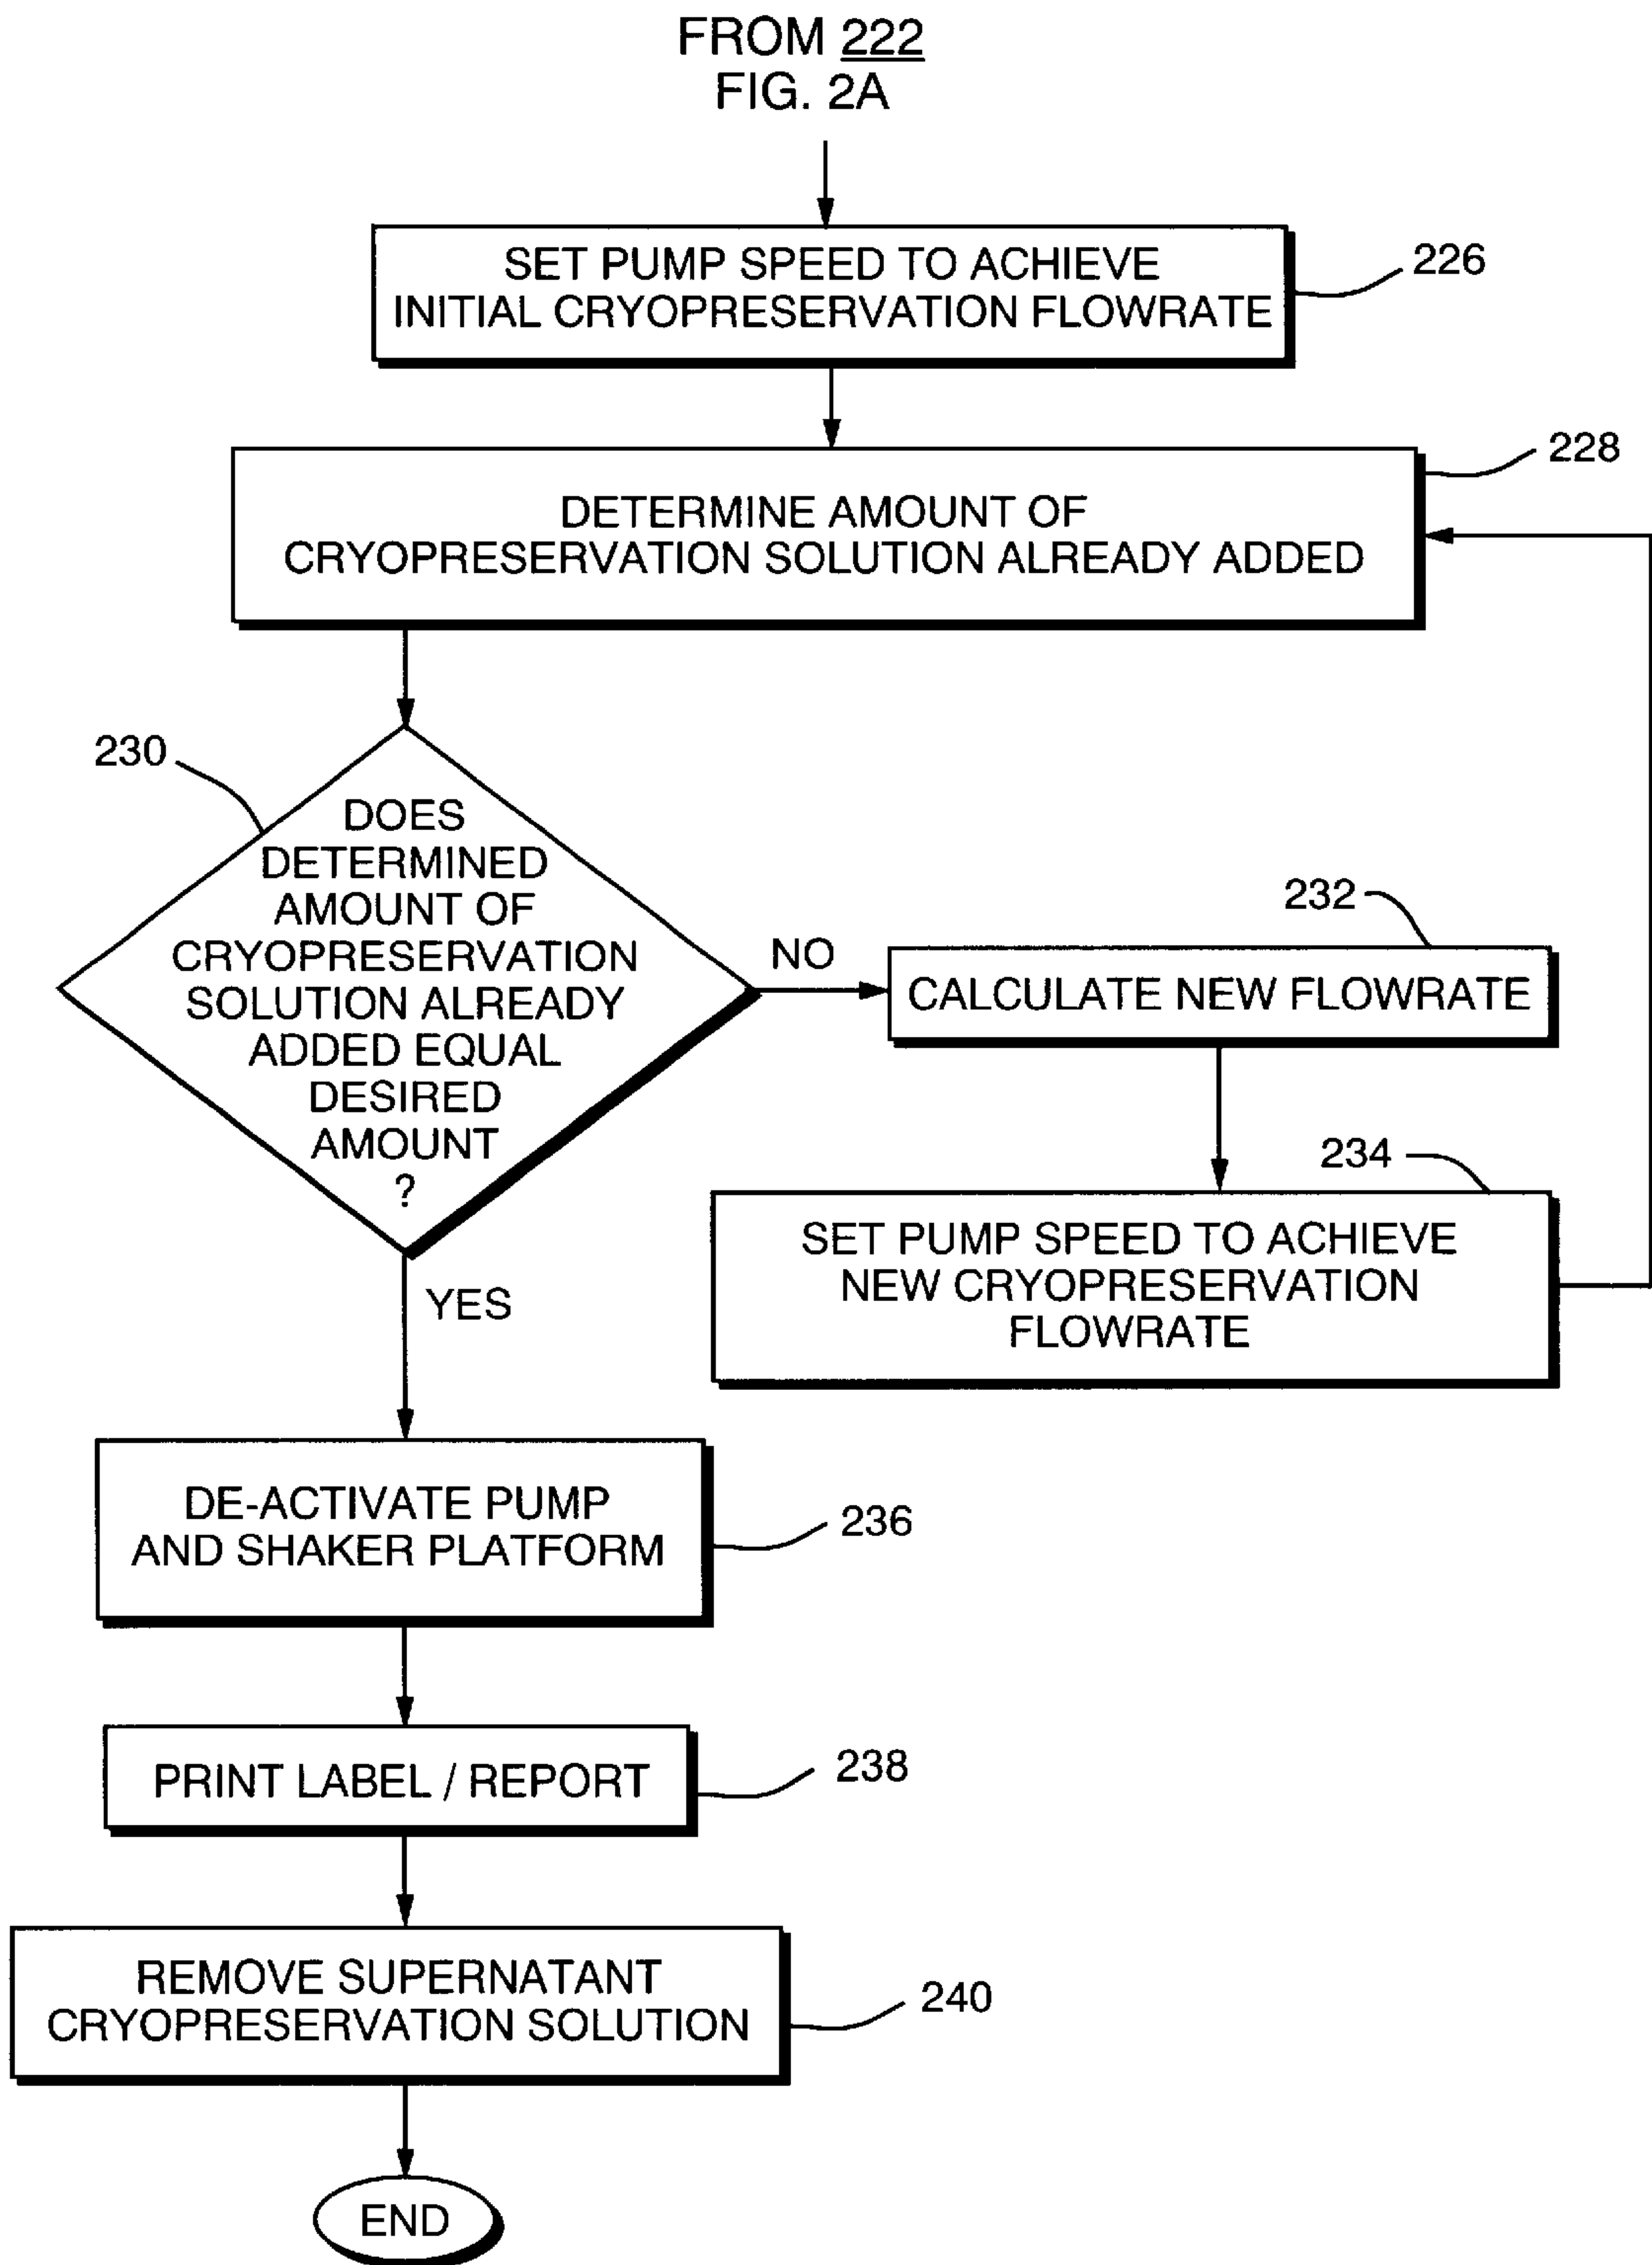 FROM 222
FIG. 2A
SET PUMP SPEED TO ACHIEVE
INITIAL CRYOPRESERVATION FLOWRATE
226
228
DETERMINE AMOUNT OF
CRYOPRESERVATION SOLUTION ALREADY ADDED
230
DOES
DETERMINED
AMOUNT OF
CRYOPRESERVATION
SOLUTION ALREADY
ADDED EQUAL
DESIRED
AMOUNT
?
NO
232
CALCULATE NEW FLOWRATE
234
SET PUMP SPEED TO ACHIEVE
NEW CRYOPRESERVATION
FLOWRATE
YES
DE-ACTIVATE PUMP
AND SHAKER PLATFORM
236
PRINT LABEL / REPORT
238
REMOVE SUPERNATANT
CRYOPRESERVATION SOLUTION
240
END